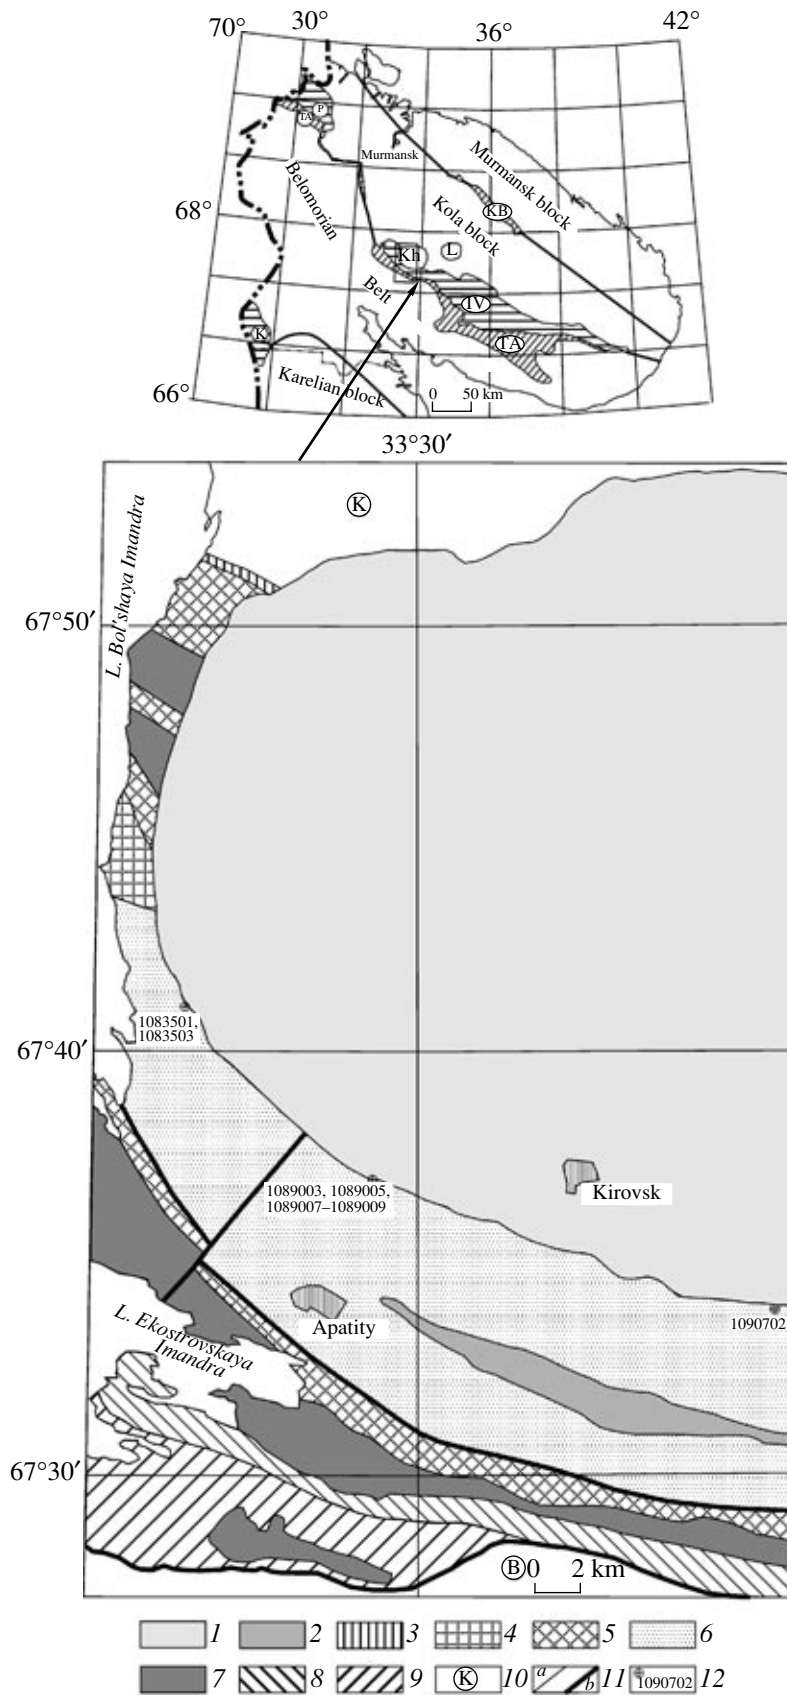 70° 30° 36° 42°
P
TA
Murmansk
Murmansk block
Belomorian
KB
68°
Kola block
Kh
L
Belt
IV
K
TA
Karelian block
66°
0 50 km
33°30′
K
L. Bol'shaya Imandra
67°50′
1083501,
1083503
67°40′
1089003, 1089005,
1089007–1089009
Kirovsk
Apatity
1090702
L. Ekostrovskaya
Imandra
67°30′
B 0 2 km
1 2 3 4 5 6
7 8 9 K 10 a b 11 1090702 12